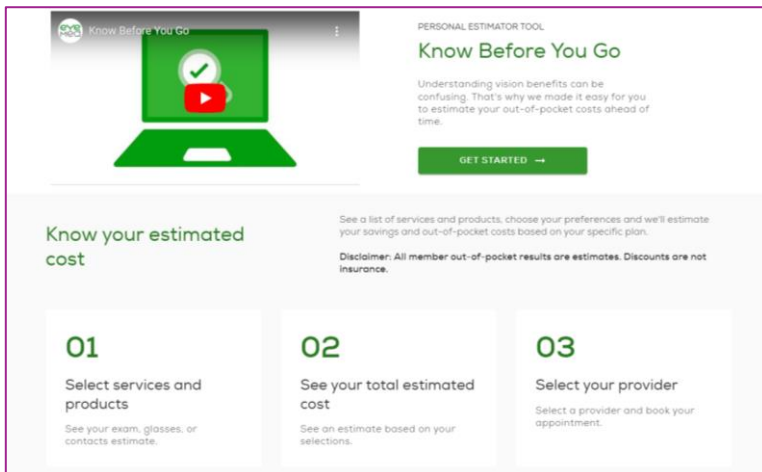 eye
MED
Know Before You Go
PERSONAL ESTIMATOR TOOL
Know Before You Go
Understanding vision benefits can be
confusing. That's why we made it easy for you
to estimate your out-of-pocket costs ahead of
time.
GET STARTED →
Know your estimated
cost
See a list of services and products, choose your preferences and we'll estimate
your savings and out-of-pocket costs based on your specific plan.
Disclaimer: All member out-of-pocket results are estimates. Discounts are not
insurance.
01
Select services and
products
See your exam, glasses, or
contacts estimate.
02
See your total estimated
cost
See an estimate based on your
selections.
03
Select your provider
Select a provider and book your
appointment.